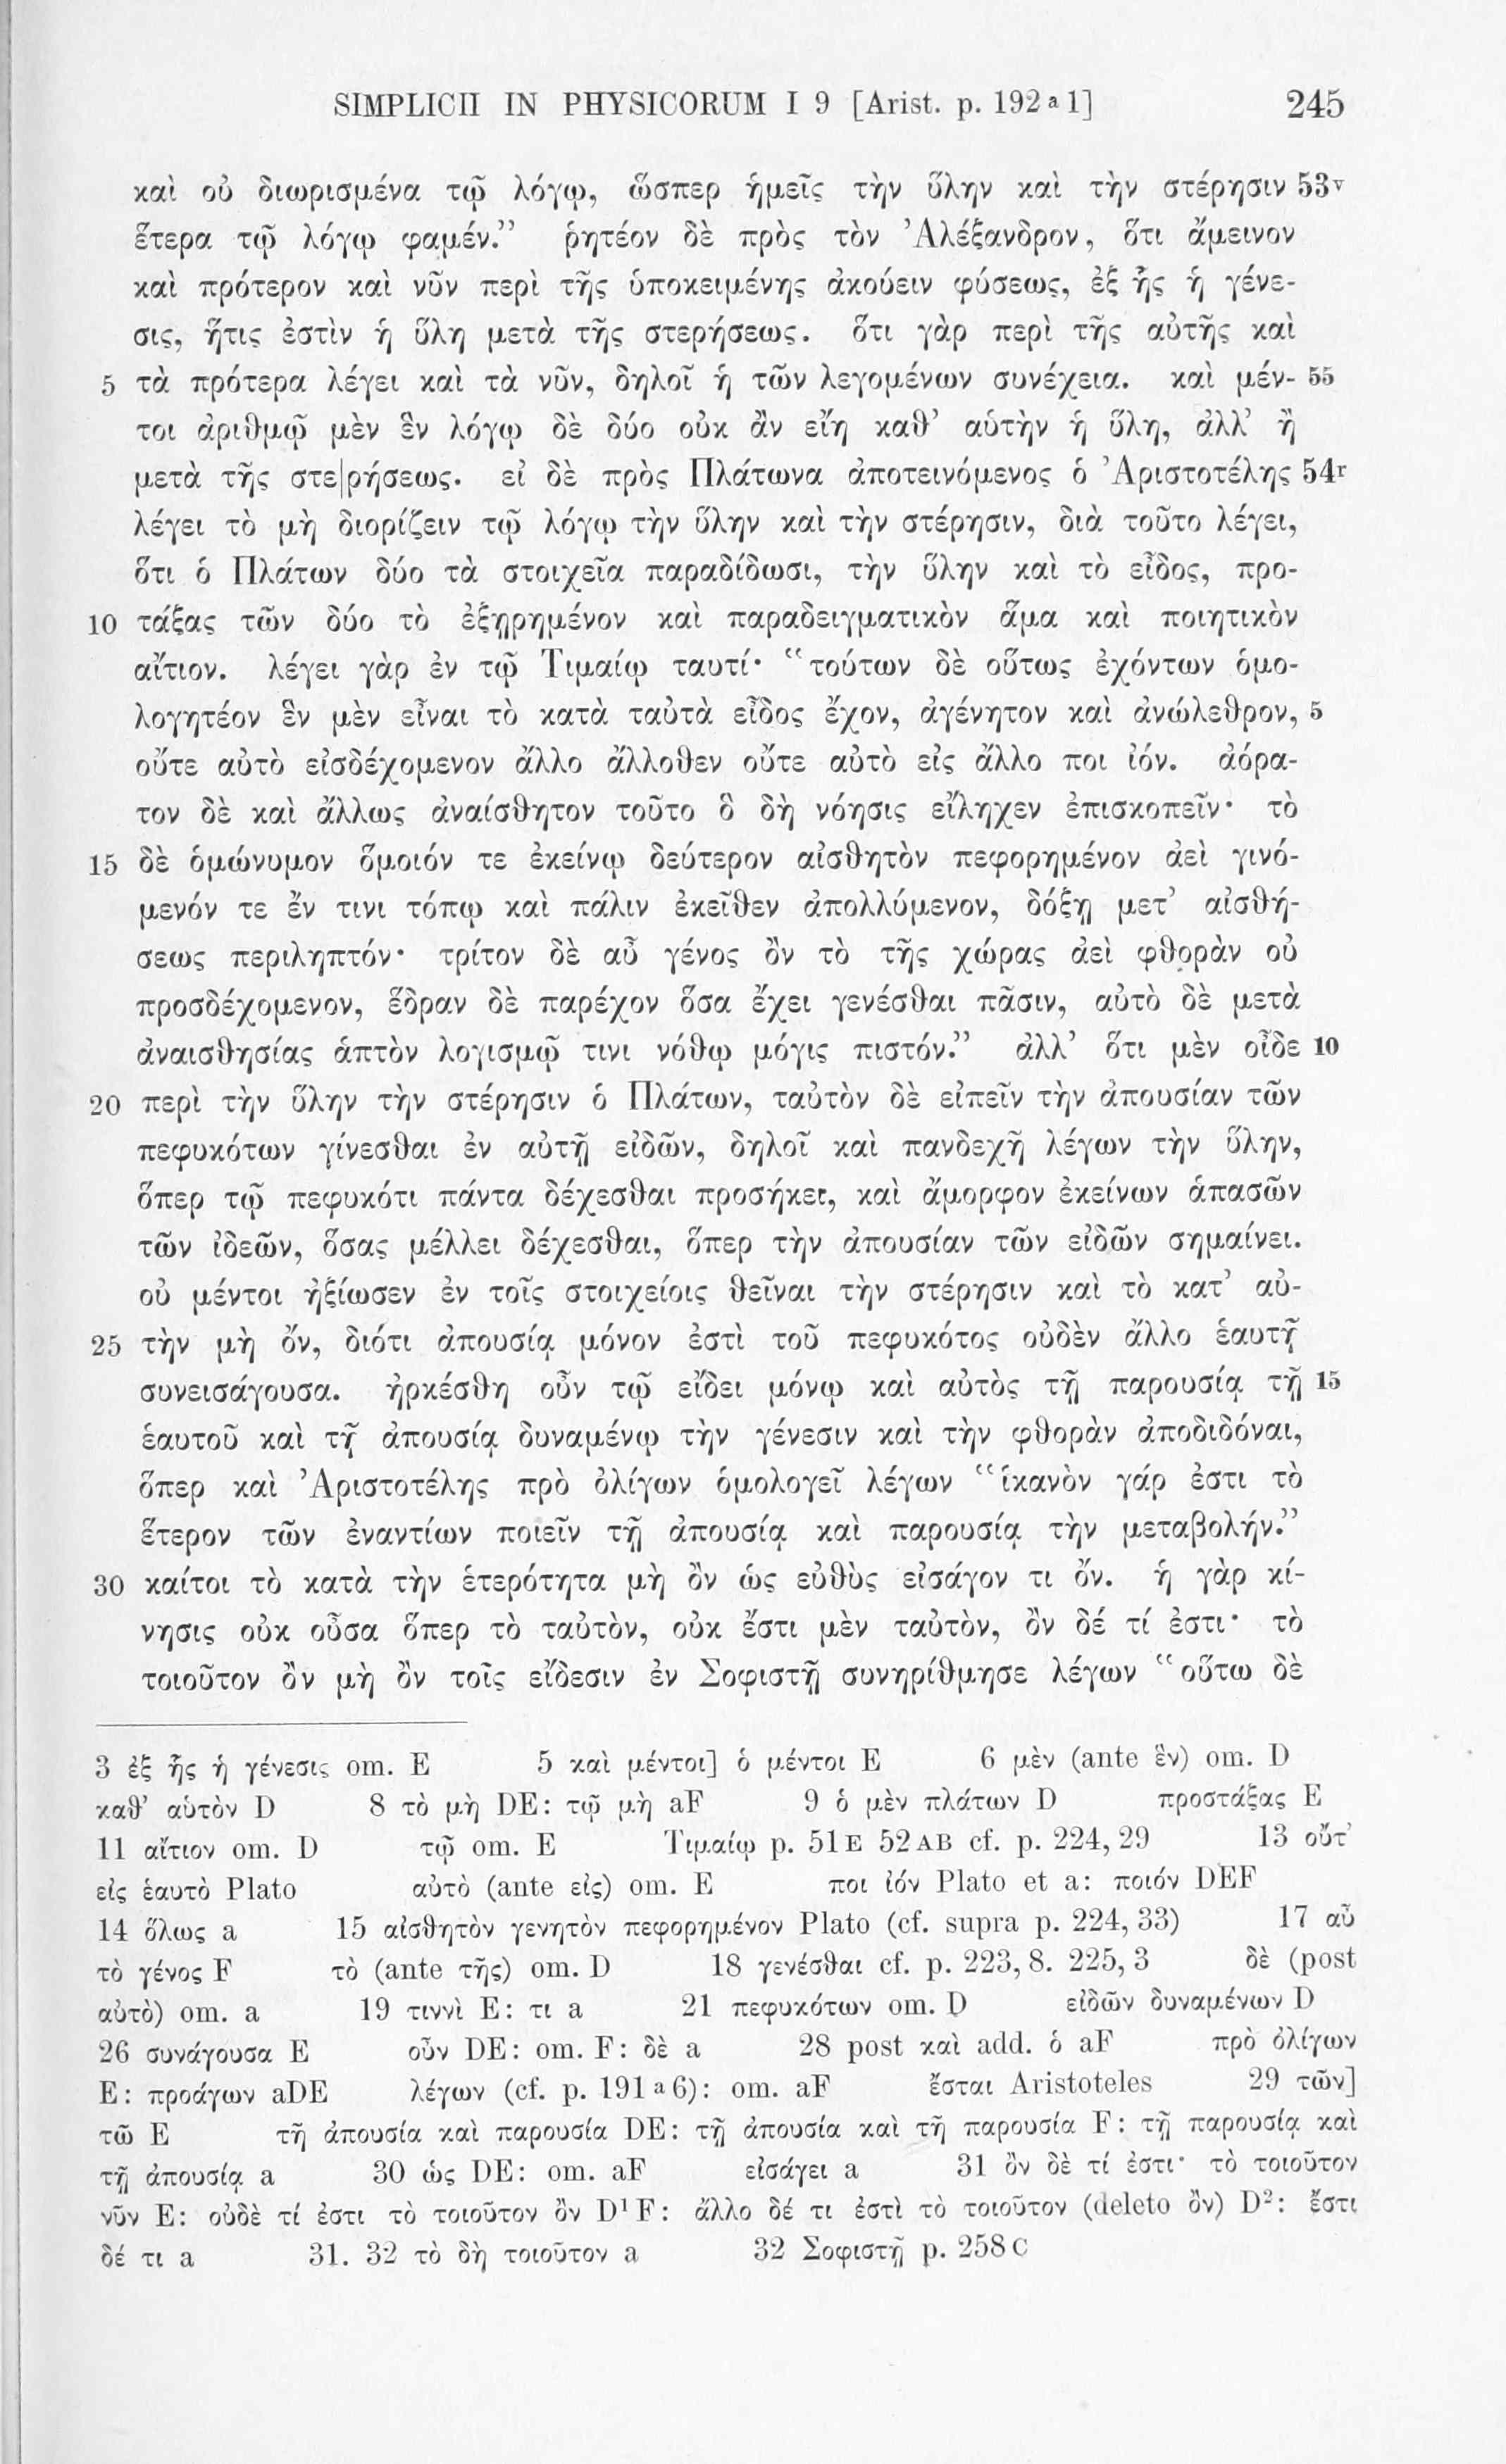 SIMPLICII IN PHYSICORUM I 9 [Arist. p. 192 a 1] 245
καὶ οὐ διωρισμένα τῷ λόγῳ, ὥσπερ ἡμεῖς τὴν ὕλην καὶ τὴν στέρησιν 53v
ἕτερα τῷ λόγῳ φαμέν.” ῥητέον δὲ πρὸς τὸν Ἀλέξανδρον, ὅτι ἄμεινον
καὶ πρότερον καὶ νῦν περὶ τῆς ὑποκειμένης ἀκούειν φύσεως, ἐξ ἧς ἡ γένε-
σις, ἥτις ἐστὶν ἡ ὕλη μετὰ τῆς στερήσεως. ὅτι γὰρ περὶ τῆς αὐτῆς καὶ
5 τὰ πρότερα λέγει καὶ τὰ νῦν, δηλοῖ ἡ τῶν λεγομένων συνέχεια. καὶ μέν- 55
τοι ἀριθμῷ μὲν ἓν λόγῳ δὲ δύο οὐκ ἂν εἴη καθ’ αὑτὴν ἡ ὕλη, ἀλλ’ ἢ
μετὰ τῆς στε|ρήσεως. εἰ δὲ πρὸς Πλάτωνα ἀποτεινόμενος ὁ Ἀριστοτέλης 54r
λέγει τὸ μὴ διορίζειν τῷ λόγῳ τὴν ὕλην καὶ τὴν στέρησιν, διὰ τοῦτο λέγει,
ὅτι ὁ Πλάτων δύο τὰ στοιχεῖα παραδίδωσι, τὴν ὕλην καὶ τὸ εἶδος, προ-
10 τάξας τῶν δύο τὸ ἐξῃρημένον καὶ παραδειγματικὸν ἅμα καὶ ποιητικὸν
αἴτιον. λέγει γὰρ ἐν τῷ Τιμαίῳ ταυτί· “τούτων δὲ οὕτως ἐχόντων ὁμο-
λογητέον ἓν μὲν εἶναι τὸ κατὰ ταὐτὰ εἶδος ἔχον, ἀγένητον καὶ ἀνώλεθρον, 5
οὔτε αὐτὸ εἰσδέχομενον ἄλλο ἄλλοθεν οὔτε αὐτὸ εἰς ἄλλο ποι ἰόν. ἀόρα-
τον δὲ καὶ ἄλλως ἀναίσθητον τοῦτο ὃ δὴ νόησις εἴληχεν ἐπισκοπεῖν· τὸ
15 δὲ ὁμώνυμον ὅμοιόν τε ἐκείνῳ δεύτερον αἰσθητὸν πεφορημένον ἀεὶ γινό-
μενόν τε ἔν τινι τόπῳ καὶ πάλιν ἐκεῖθεν ἀπολλύμενον, δόξῃ μετ’ αἰσθή-
σεως περιληπτόν· τρίτον δὲ αὖ γένος ὂν τὸ τῆς χώρας ἀεὶ φθορὰν οὐ
προσδέχομενον, ἕδραν δὲ παρέχον ὅσα ἔχει γενέσθαι πᾶσιν, αὐτὸ δὲ μετὰ
ἀναισθησίας ἁπτὸν λογισμῷ τινι νόθῳ μόγις πιστόν.” ἀλλ’ ὅτι μὲν οἶδε 10
20 περὶ τὴν ὕλην τὴν στέρησιν ὁ Πλάτων, ταὐτὸν δὲ εἰπεῖν τὴν ἀπουσίαν τῶν
πεφυκότων γίνεσθαι ἐν αὐτῇ εἰδῶν, δηλοῖ καὶ πανδεχῆ λέγων τὴν ὕλην,
ὅπερ τῷ πεφυκότι πάντα δέχεσθαι προσήκει, καὶ ἄμορφον ἐκείνων ἁπασῶν
τῶν ἰδεῶν, ὅσας μέλλει δέχεσθαι, ὅπερ τὴν ἀπουσίαν τῶν εἰδῶν σημαίνει.
οὐ μέντοι ἠξίωσεν ἐν τοῖς στοιχείοις θεῖναι τὴν στέρησιν καὶ τὸ κατ’ αὐ-
25 τὴν μὴ ὄν, διότι ἀπουσίᾳ μόνον ἐστὶ τοῦ πεφυκότος οὐδὲν ἄλλο ἑαυτῇ
συνεισάγουσα. ἠρκέσθη οὖν τῷ εἴδει μόνῳ καὶ αὐτὸς τῇ παρουσίᾳ τῇ 15
ἑαυτοῦ καὶ τῇ ἀπουσίᾳ δυναμένῳ τὴν γένεσιν καὶ τὴν φθορὰν ἀποδιδόναι,
ὅπερ καὶ Ἀριστοτέλης πρὸ ὀλίγων ὁμολογεῖ λέγων “ἱκανὸν γάρ ἐστι τὸ
ἕτερον τῶν ἐναντίων ποιεῖν τῇ ἀπουσίᾳ καὶ παρουσίᾳ τὴν μεταβολήν.”
30 καίτοι τὸ κατὰ τὴν ἑτερότητα μὴ ὂν ὡς εὐθὺς εἰσάγον τι ὄν. ἡ γὰρ κί-
νησις οὐκ οὖσα ὅπερ τὸ ταὐτὸν, οὐκ ἔστι μὲν ταὐτὸν, ὂν δέ τί ἐστι· τὸ
τοιοῦτον ὂν μὴ ὂν τοῖς εἴδεσιν ἐν Σοφιστῇ συνηρίθμησε λέγων “οὕτω δὲ
3 ἐξ ἧς ἡ γένεσις om. E 5 καὶ μέντοι] ὁ μέντοι E 6 μὲν (ante ἓν) om. D
καθ’ αὑτὸν D 8 τὸ μὴ DE: τῷ μὴ aF 9 ὁ μὲν πλάτων D προστάξας E
11 αἴτιον om. D τῷ om. E Τιμαίῳ p. 51E 52AB cf. p. 224, 29 13 οὔτ’
εἰς ἑαυτὸ Plato αὐτὸ (ante εἰς) om. E ποι ἰόν Plato et a: ποιόν DEF
14 ὅλως a 15 αἰσθητὸν γενητὸν πεφορημένον Plato (cf. supra p. 224, 33) 17 αὖ
τὸ γένος F τὸ (ante τῆς) om. D 18 γενέσθαι cf. p. 223, 8. 225, 3 δὲ (post
αὐτὸ) om. a 19 τιννὶ E: τι a 21 πεφυκότων om. D εἰδῶν δυναμένων D
26 συνάγουσα E οὖν DE: om. F: δὲ a 28 post καὶ add. ὁ aF πρὸ ὀλίγων
E: προάγων aDE λέγων (cf. p. 191 a 6): om. aF ἔσται Aristoteles 29 τῶν]
τῶ E τῆ ἀπουσία καὶ παρουσία DE: τῇ ἀπουσία καὶ τῆ παρουσία F: τῇ παρουσίᾳ καὶ
τῇ ἀπουσίᾳ a 30 ὡς DE: om. aF εἰσάγει a 31 ὂν δὲ τί ἐστι· τὸ τοιοῦτον
νῦν E: οὐδὲ τί ἐστι τὸ τοιοῦτον ὂν D¹F: ἄλλο δέ τι ἐστὶ τὸ τοιοῦτον (deleto ὂν) D²: ἔστι
δέ τι a 31. 32 τὸ δὴ τοιοῦτον a 32 Σοφιστῇ p. 258C